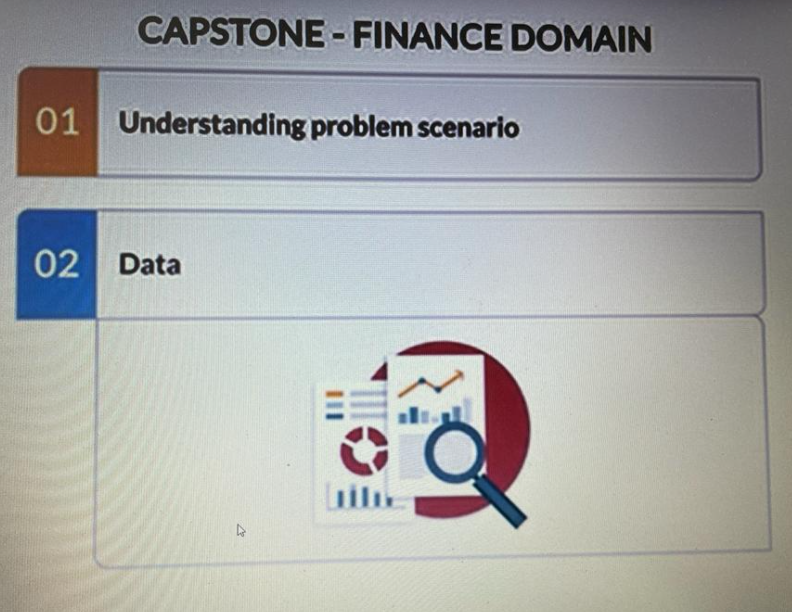 CAPSTONE - FINANCE DOMAIN
01
Understanding problem scenario
02
Data